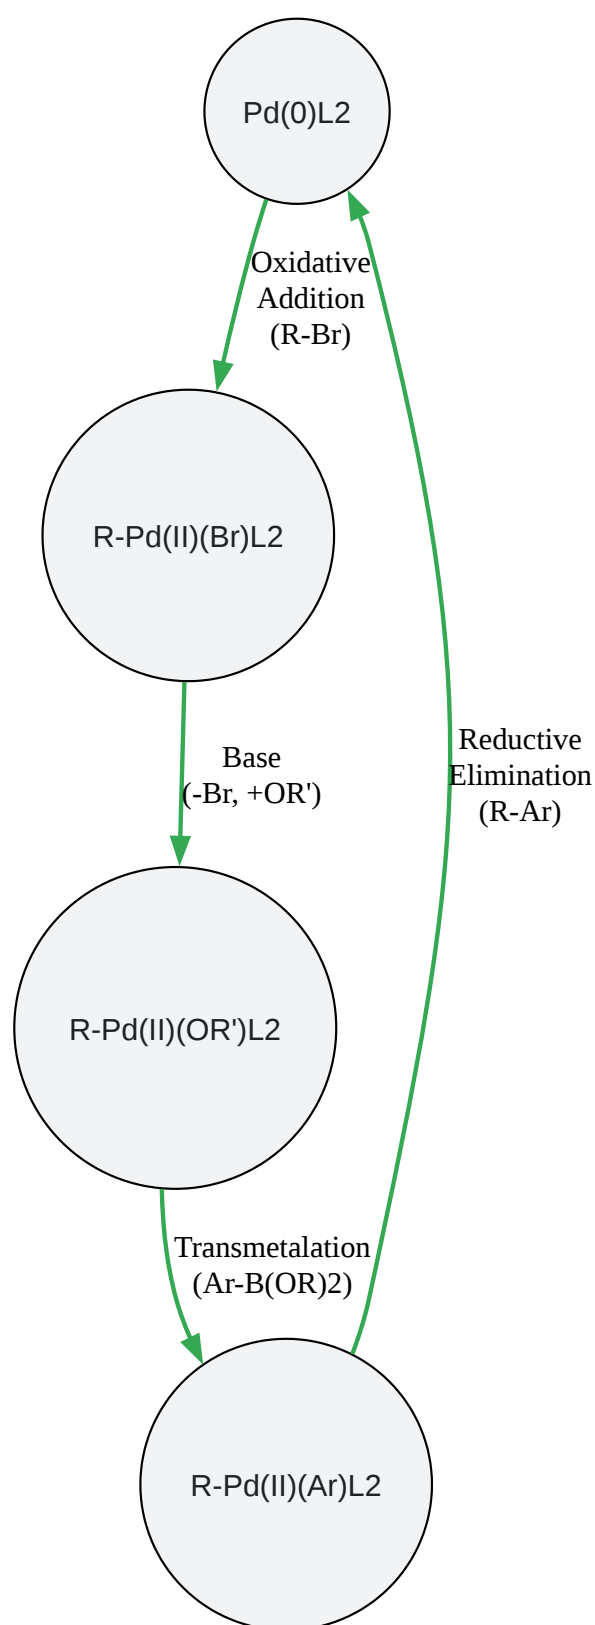 Pd(0)L2
Oxidative
Addition
(R-Br)
R-Pd(II)(Br)L2
Base
(-Br, +OR')
Reductive
Elimination
(R-Ar)
R-Pd(II)(OR')L2
Transmetalation
(Ar-B(OR)2)
R-Pd(II)(Ar)L2